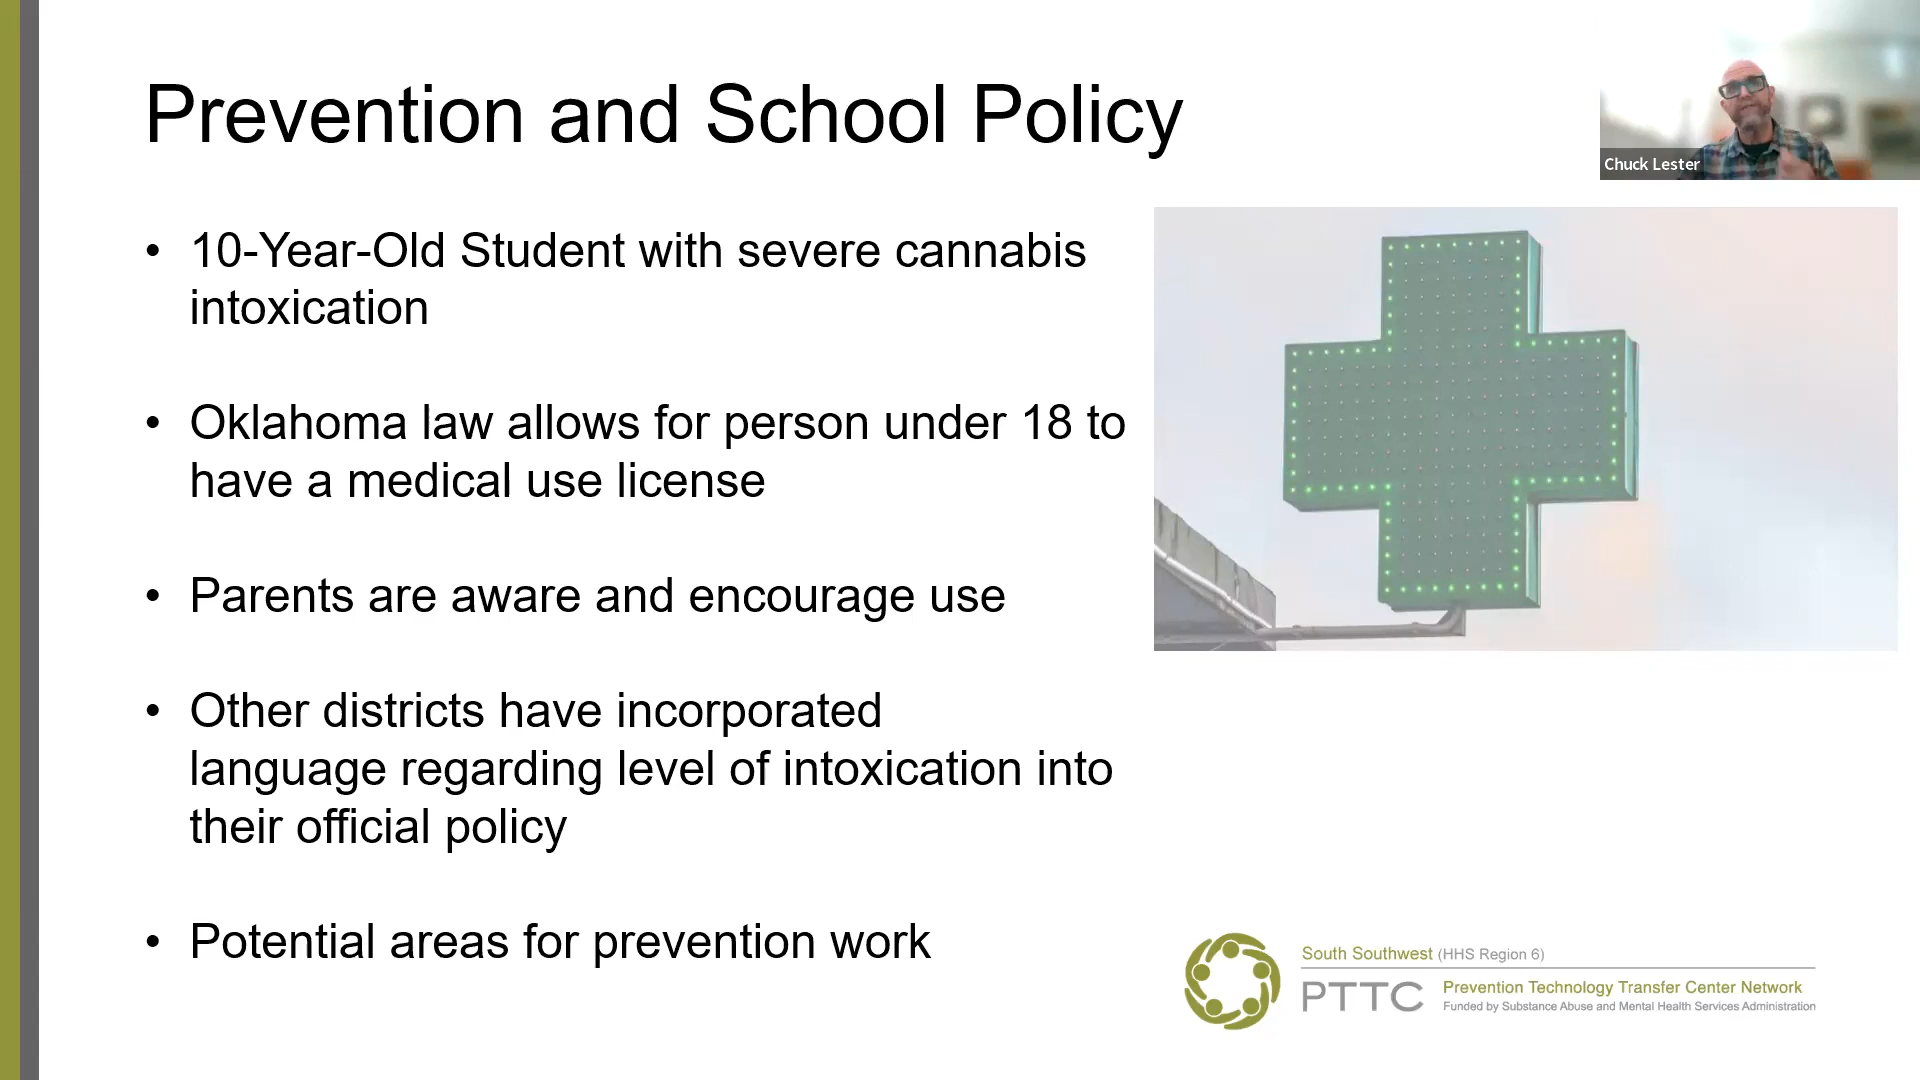 Prevention and School Policy
Chuck Lester
• 10-Year-Old Student with severe cannabis
intoxication
• Oklahoma law allows for person under 18 to
have a medical use license
• Parents are aware and encourage use
• Other districts have incorporated
language regarding level of intoxication into
their official policy
• Potential areas for prevention work
South Southwest (HHS Region 6)
PTTC
Prevention Technology Transfer Center Network
Funded by Substance Abuse and Mental Health Services Administration